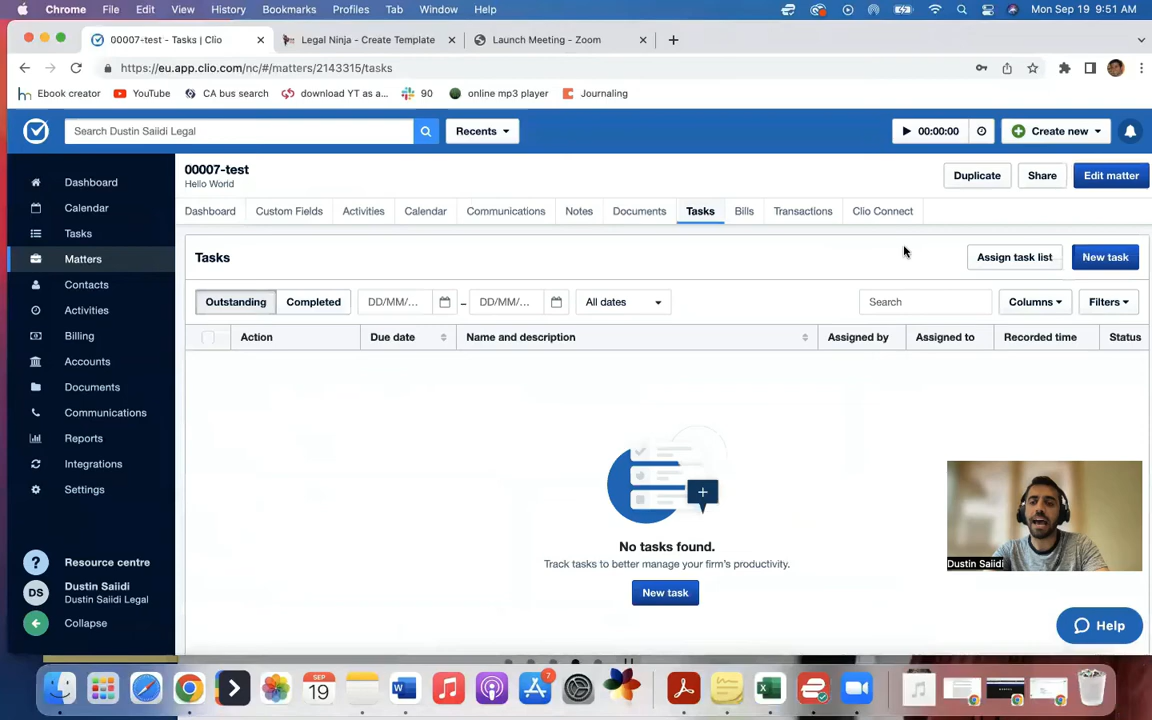 Chrome File Edit View History Bookmarks Profiles Tab Window Help Mon Sep 19 9:51 AM
00007-test - Tasks | Clio Legal Ninja - Create Template Launch Meeting - Zoom
https://eu.app.clio.com/nc/#/matters/2143315/tasks
Ebook creator YouTube CA bus search download YT as a... 90 online mp3 player Journaling
Search Dustin Saiidi Legal Recents 00:00:00 Create new
00007-test
Hello World
Duplicate Share Edit matter
Dashboard Custom Fields Activities Calendar Communications Notes Documents Tasks Bills Transactions Clio Connect
Dashboard
Calendar
Tasks
Matters
Contacts
Activities
Billing
Accounts
Documents
Communications
Reports
Integrations
Settings
? Resource centre
DS Dustin Saiidi
Dustin Saiidi Legal
Collapse
Tasks Assign task list New task
Outstanding Completed DD/MM/... – DD/MM/... All dates Search Columns Filters
Action Due date Name and description Assigned by Assigned to Recorded time Status
No tasks found.
Track tasks to better manage your firm's productivity.
New task
Dustin Saiidi
Help
SEP
19
7